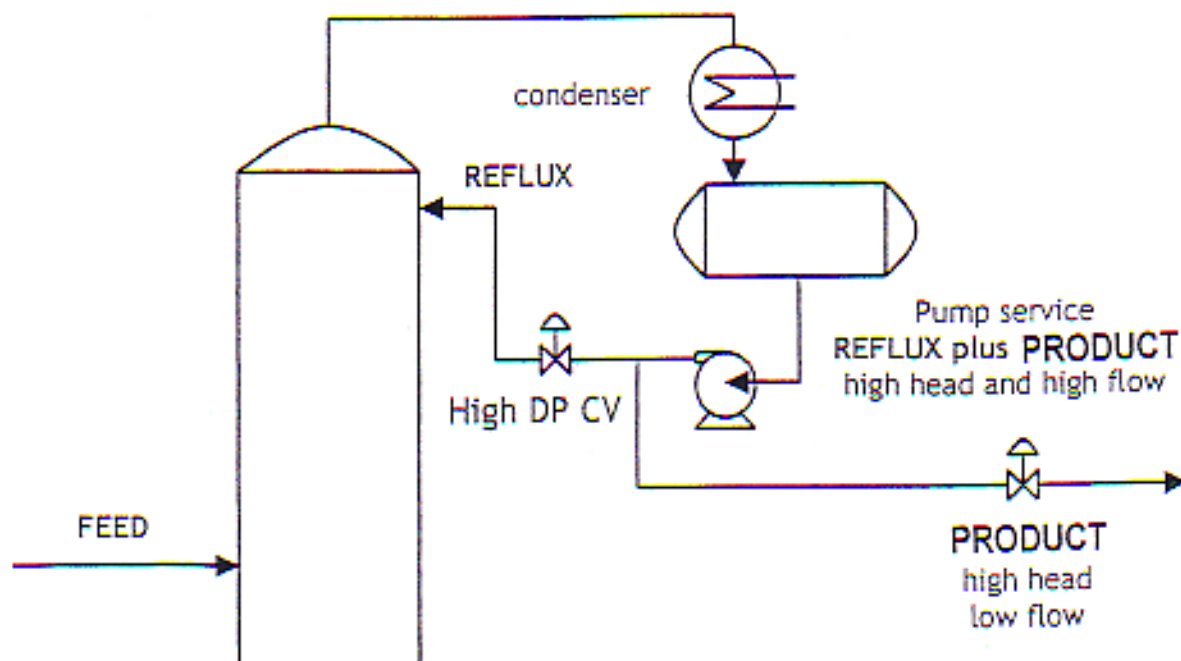 condenser
REFLUX
Pump service
REFLUX plus PRODUCT
high head and high flow
High DP CV
FEED
PRODUCT
high head
low flow